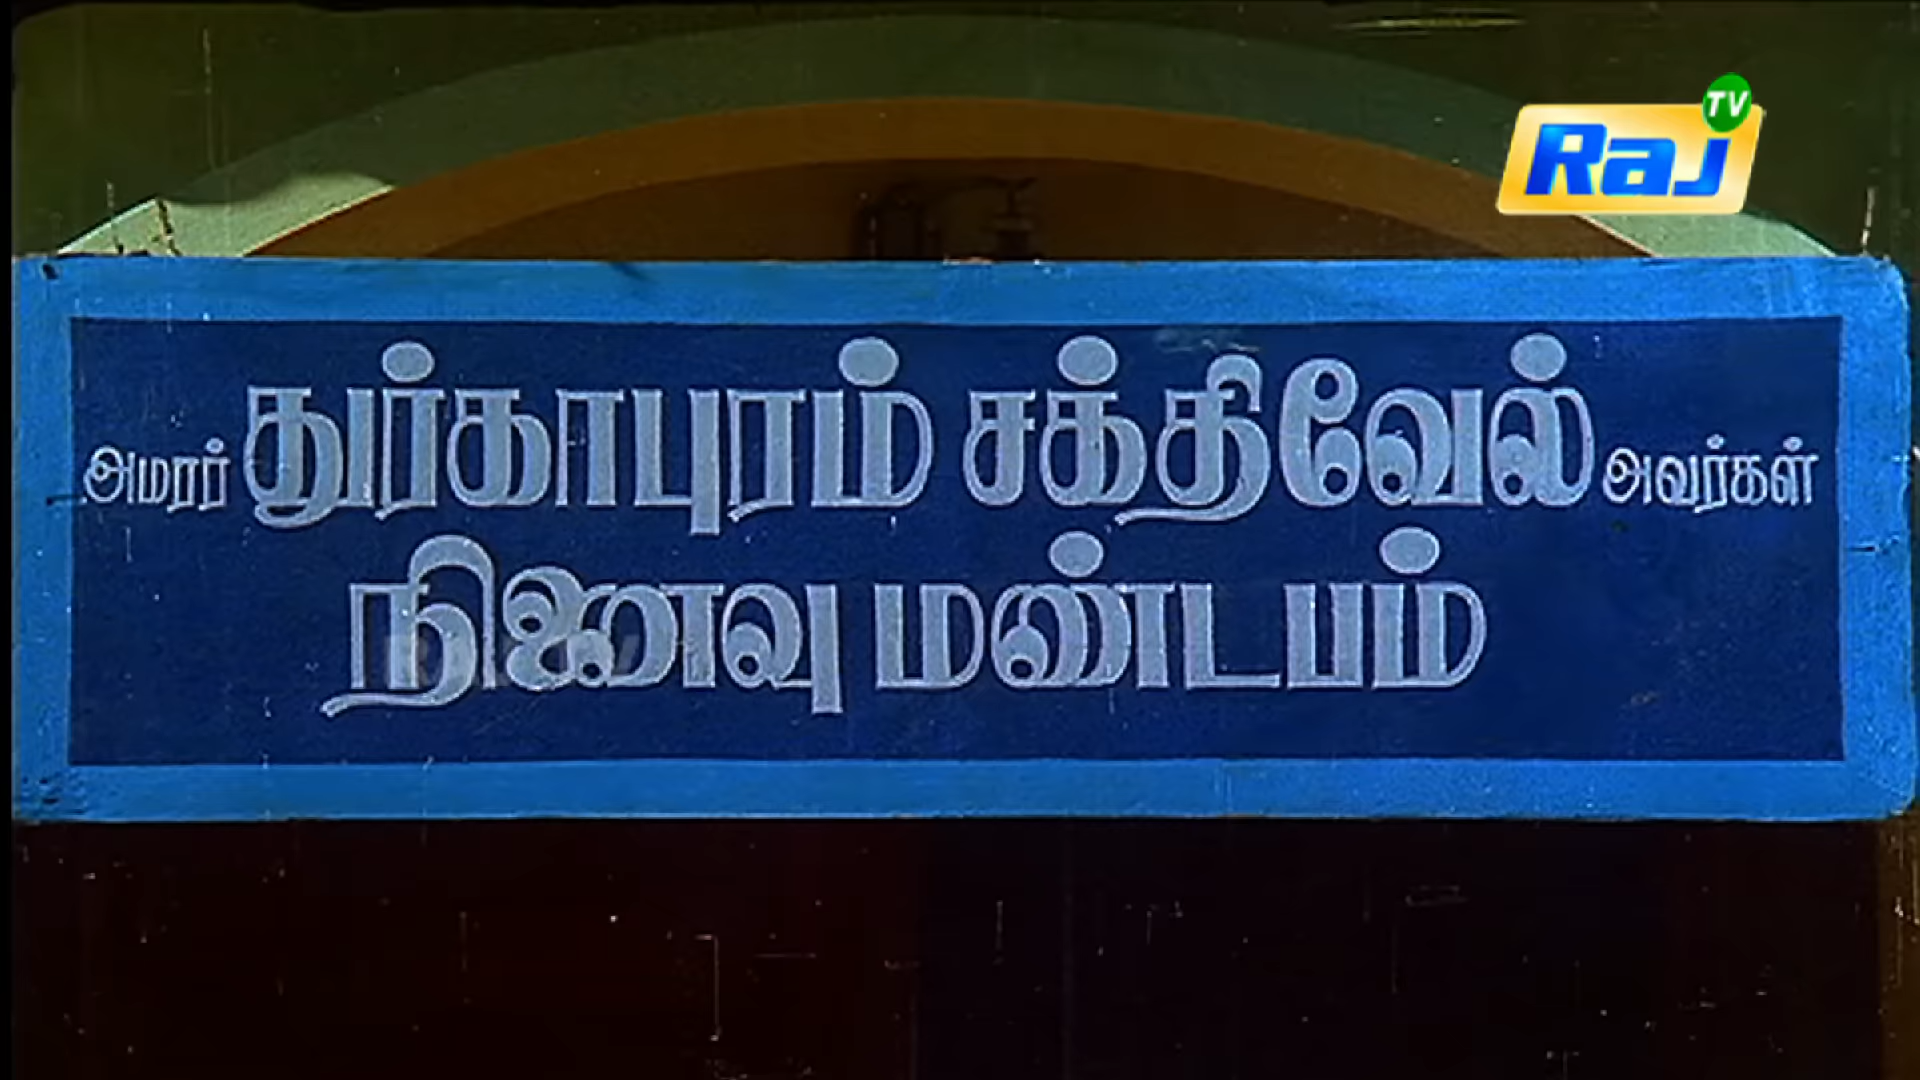 Raj TV
அமரர் துர்காபுரம் சக்திவேல் அவர்கள்
நினைவு மண்டபம்